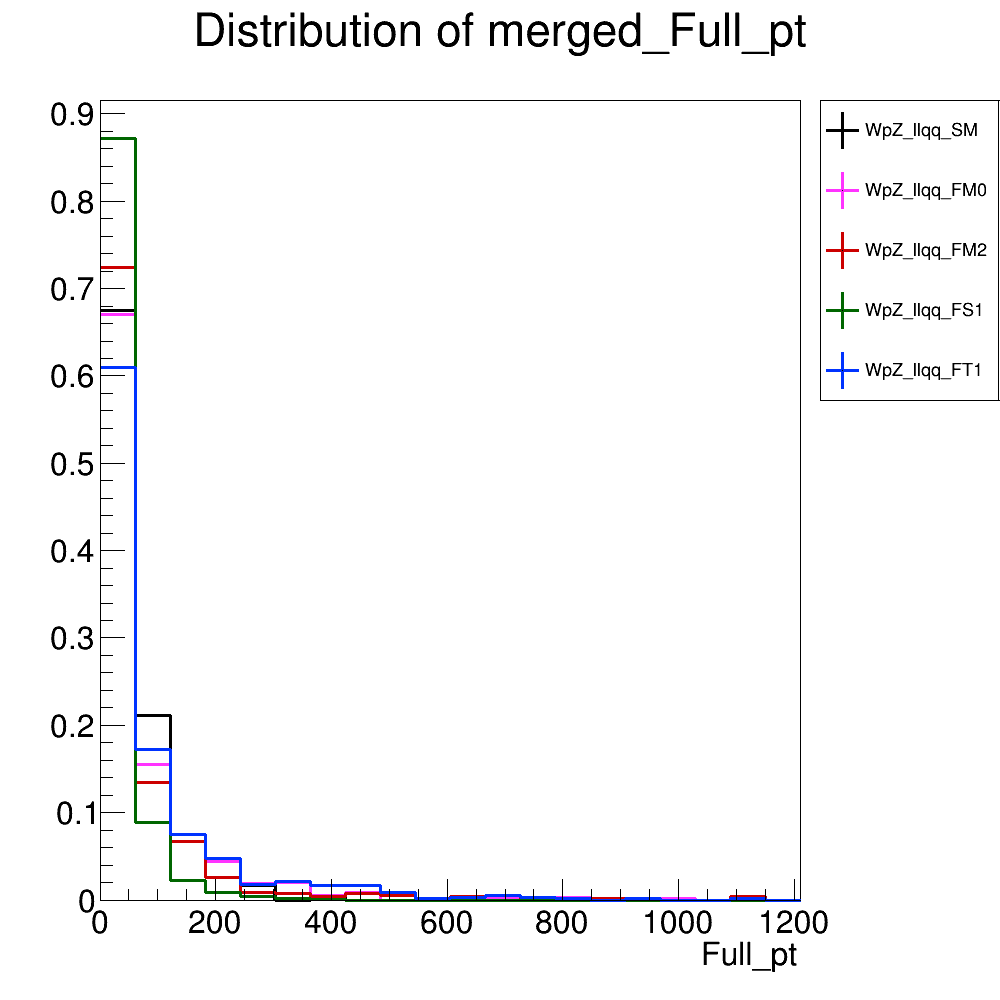 Distribution of merged_Full_pt
0.9
0.8
0.7
0.6
0.5
0.4
0.3
0.2
0.1
0
0 200 400 600 800 1000 1200
Full_pt
WpZ_llqq_SM
WpZ_llqq_FM0
WpZ_llqq_FM2
WpZ_llqq_FS1
WpZ_llqq_FT1